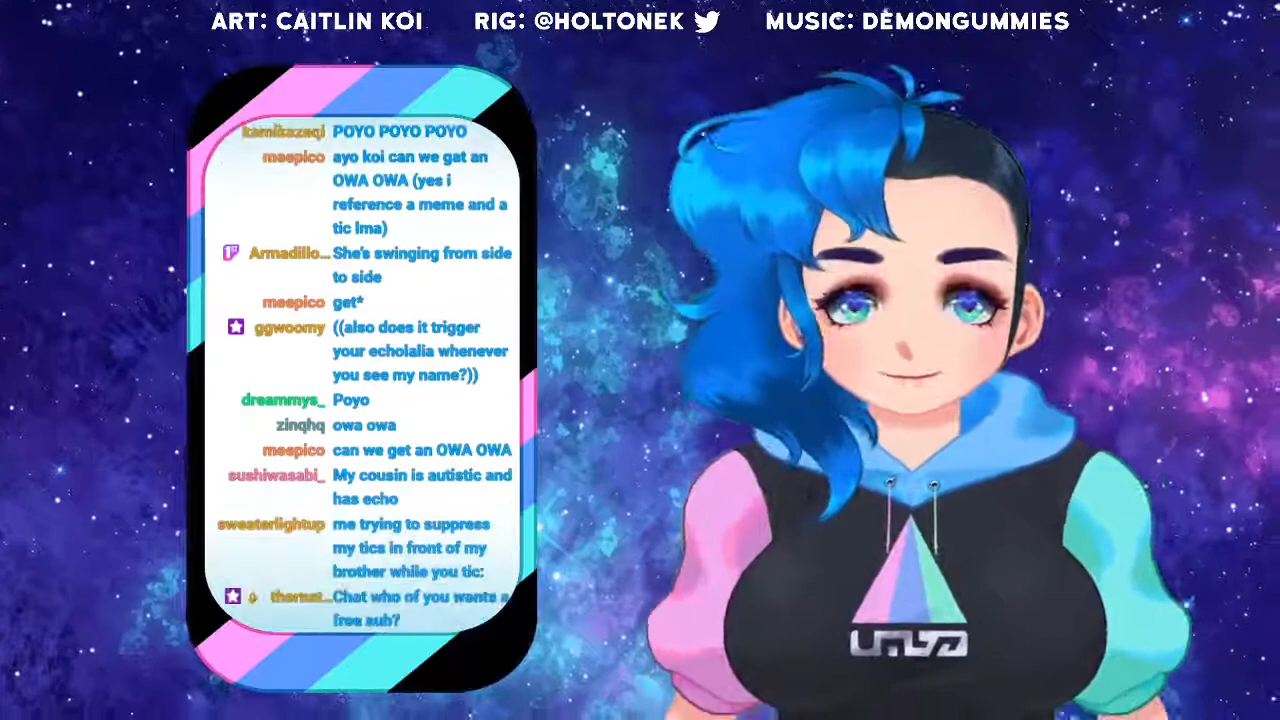 ART: CAITLIN KOI RIG: @HOLTONEK MUSIC: DEMONGUMMIES
kamikazeqi POYO POYO POYO
meepico ayo koi can we gat an
OWA OWA (yes i
reference a meme and a
tic lma)
Armadillo... She's swinging from side
to side
meepico get*
ggwoomy ((also does it trigger
your echolalia whenever
you see my name?))
dreammys_ Poyo
zinqhq owa owa
meepico can we get an OWA OWA
sushiwasabi_ My cousin is autistic and
has echo
sweaterlightup me trying to suppress
my tics in front of my
brother while you tic:
Chat who of you wants a
free sub?